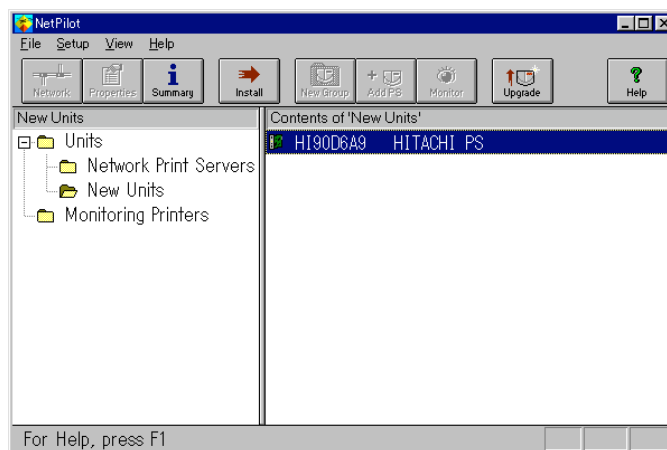 NetPilot
File Setup View Help
Network Properties Summary Install New Group Add PS Monitor Upgrade Help
New Units Contents of 'New Units'
Units HI90D6A9 HITACHI PS
Network Print Servers
New Units
Monitoring Printers
For Help, press F1